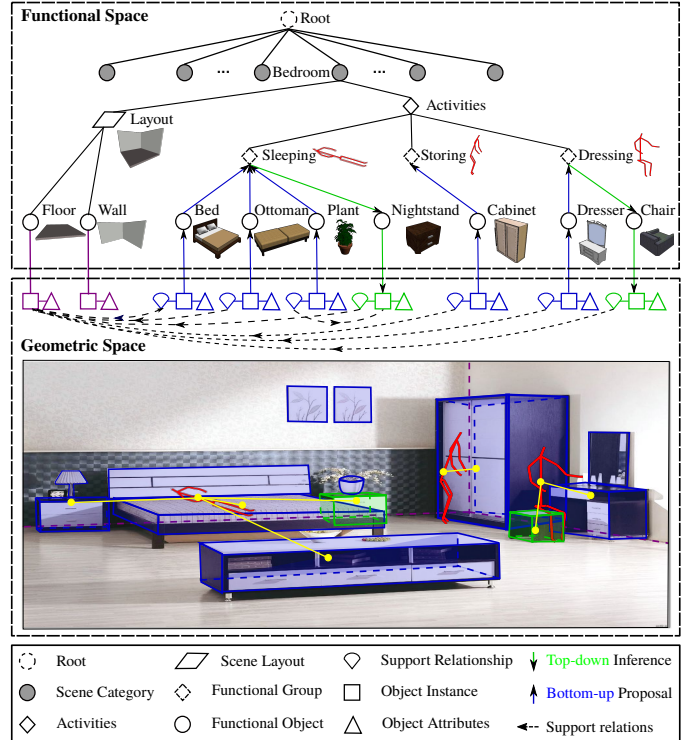 Functional Space
Root
... Bedroom ...
Activities
Layout
Sleeping Storing Dressing
Floor Wall Bed Ottoman Plant Nightstand Cabinet Dresser Chair
Geometric Space
Root Scene Layout Support Relationship Top-down Inference
Scene Category Functional Group Object Instance Bottom-up Proposal
Activities Functional Object Object Attributes Support relations